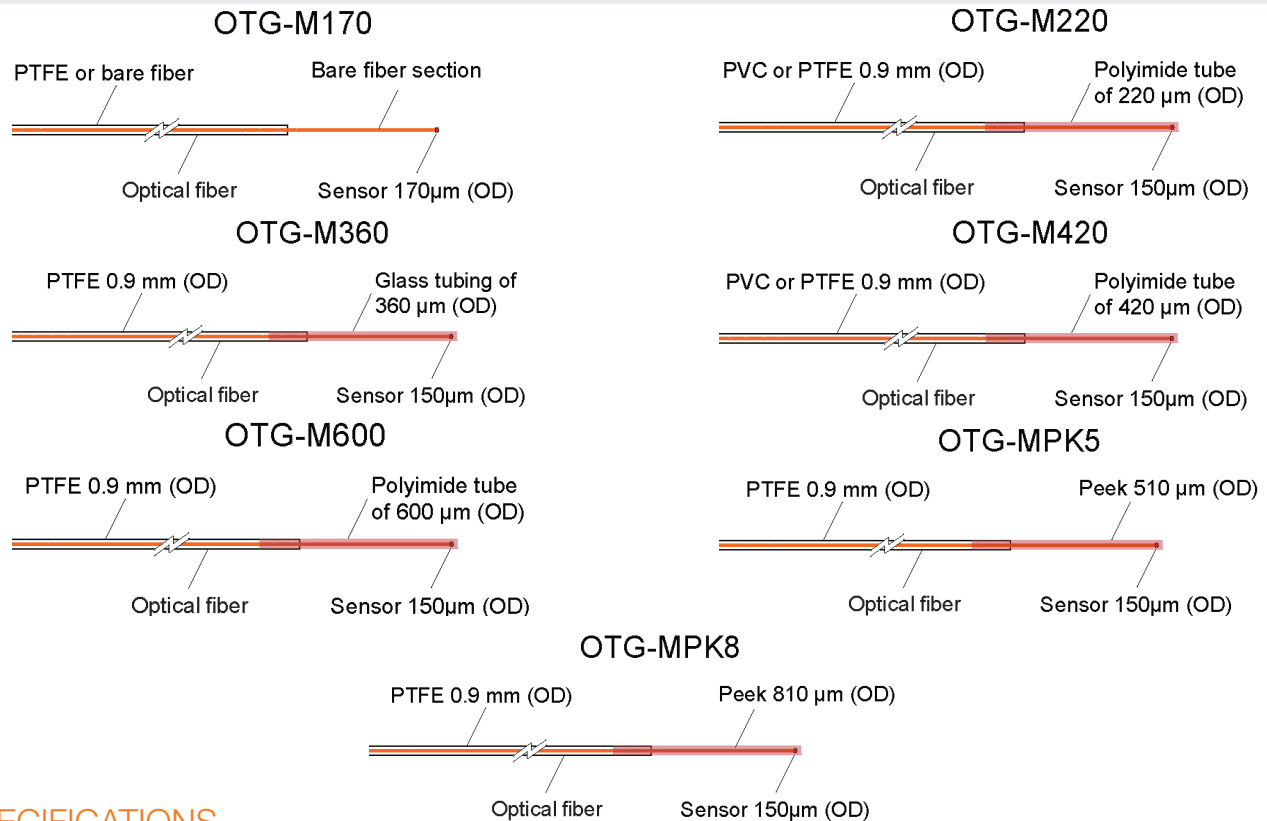 OTG-M170
PTFE or bare fiber
Bare fiber section
Optical fiber
Sensor 170µm (OD)
OTG-M220
PVC or PTFE 0.9 mm (OD)
Polyimide tube
of 220 µm (OD)
Optical fiber
Sensor 150µm (OD)
OTG-M360
PTFE 0.9 mm (OD)
Glass tubing of
360 µm (OD)
Optical fiber
Sensor 150µm (OD)
OTG-M420
PVC or PTFE 0.9 mm (OD)
Polyimide tube
of 420 µm (OD)
Optical fiber
Sensor 150µm (OD)
OTG-M600
PTFE 0.9 mm (OD)
Polyimide tube
of 600 µm (OD)
Optical fiber
Sensor 150µm (OD)
OTG-MPK5
PTFE 0.9 mm (OD)
Peek 510 µm (OD)
Optical fiber
Sensor 150µm (OD)
OTG-MPK8
PTFE 0.9 mm (OD)
Peek 810 µm (OD)
Optical fiber
Sensor 150µm (OD)